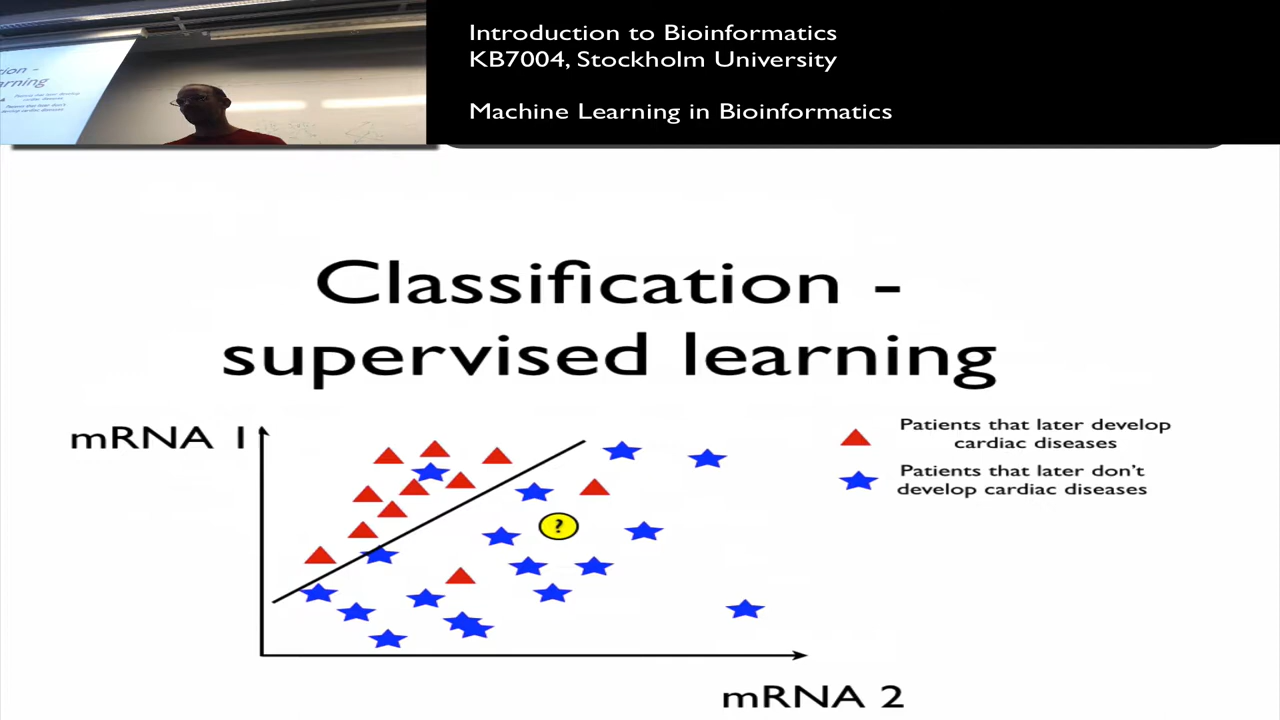 Introduction to Bioinformatics
KB7004, Stockholm University
Machine Learning in Bioinformatics
Classification -
supervised learning
mRNA 1
Patients that later develop
cardiac diseases
Patients that later don't
develop cardiac diseases
?
mRNA 2